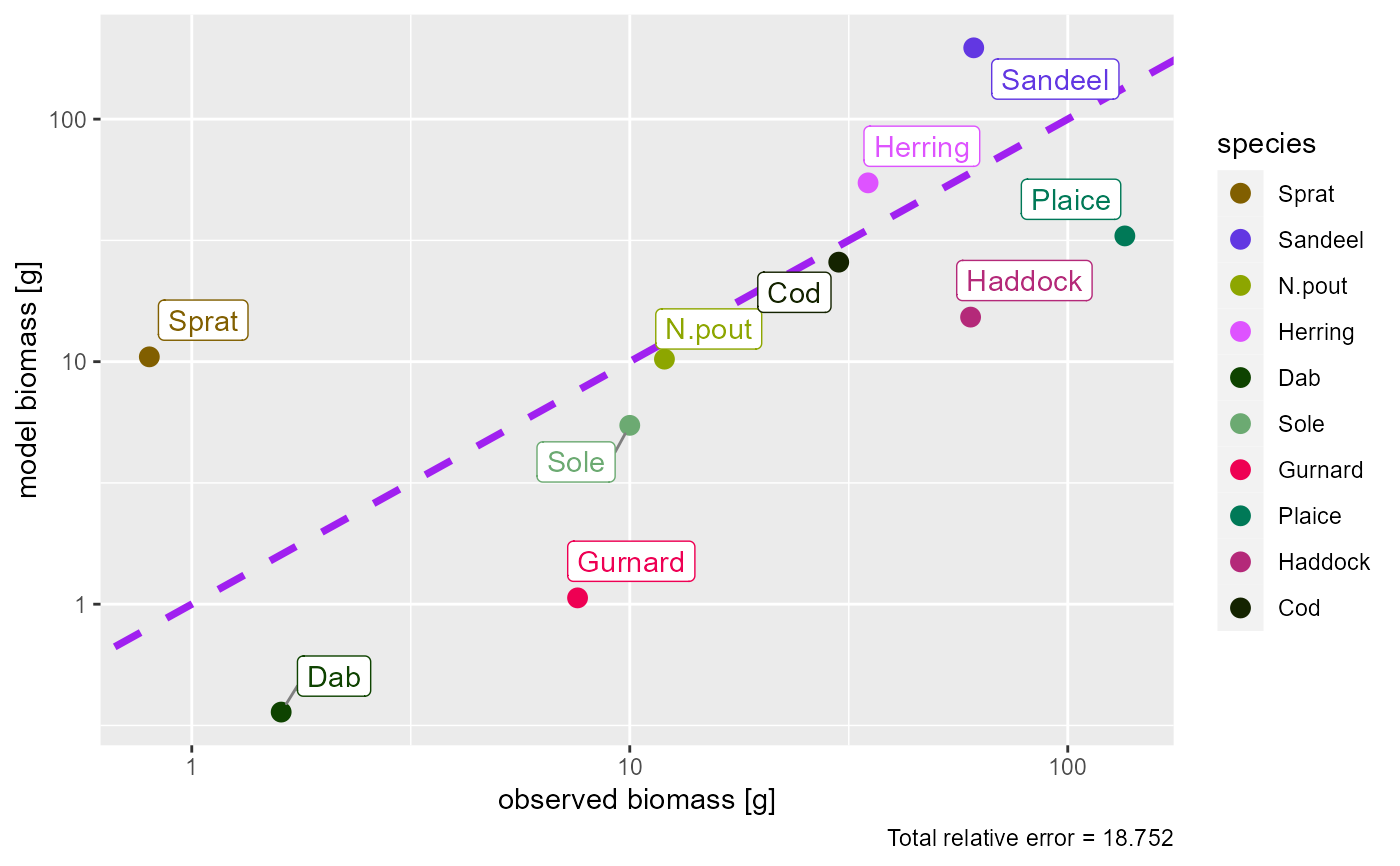 100
10
1
model biomass [g]
Sandeel
Herring
Plaice
Haddock
Cod
N.pout
Sprat
Sole
Gurnard
Dab
1
10
100
observed biomass [g]
Total relative error = 18.752
species
Sprat
Sandeel
N.pout
Herring
Dab
Sole
Gurnard
Plaice
Haddock
Cod